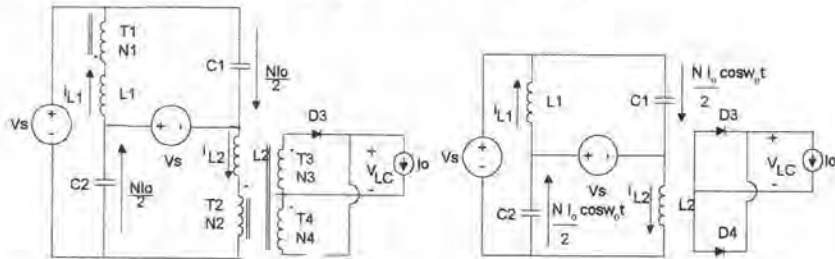 T1
N1
C1
NIo
2
iL1
L1
Vs
+
-
+
-
Vs
D3
iL2
L2
C2
NIo
2
T3
N3
+
VLC
-
Io
T2
N2
T4
N4
iL1
L1
C1
N Io coswot
2
D3
Vs
+
-
+
-
Vs
+
VLC
-
Io
C2
N Io coswot
2
iL2
L2
D4